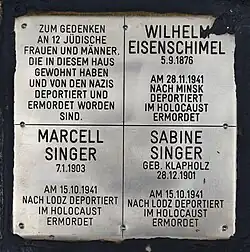 ZUM GEDENKEN
AN 12 JÜDISCHE
FRAUEN UND MÄNNER,
DIE IN DIESEM HAUS
GEWOHNT HABEN
UND VON DEN NAZIS
DEPORTIERT UND
ERMORDET WORDEN
SIND.
WILHELM
EISENSCHIMEL
5.9.1876
AM 28.11.1941
NACH MINSK
DEPORTIERT
IM HOLOCAUST
ERMORDET
MARCELL
SINGER
7.1.1903
AM 15.10.1941
NACH LODZ DEPORTIERT
IM HOLOCAUST
ERMORDET
SABINE
SINGER
GEB. KLAPHOLZ
28.12.1901
AM 15.10.1941
NACH LODZ DEPORTIERT
IM HOLOCAUST
ERMORDET